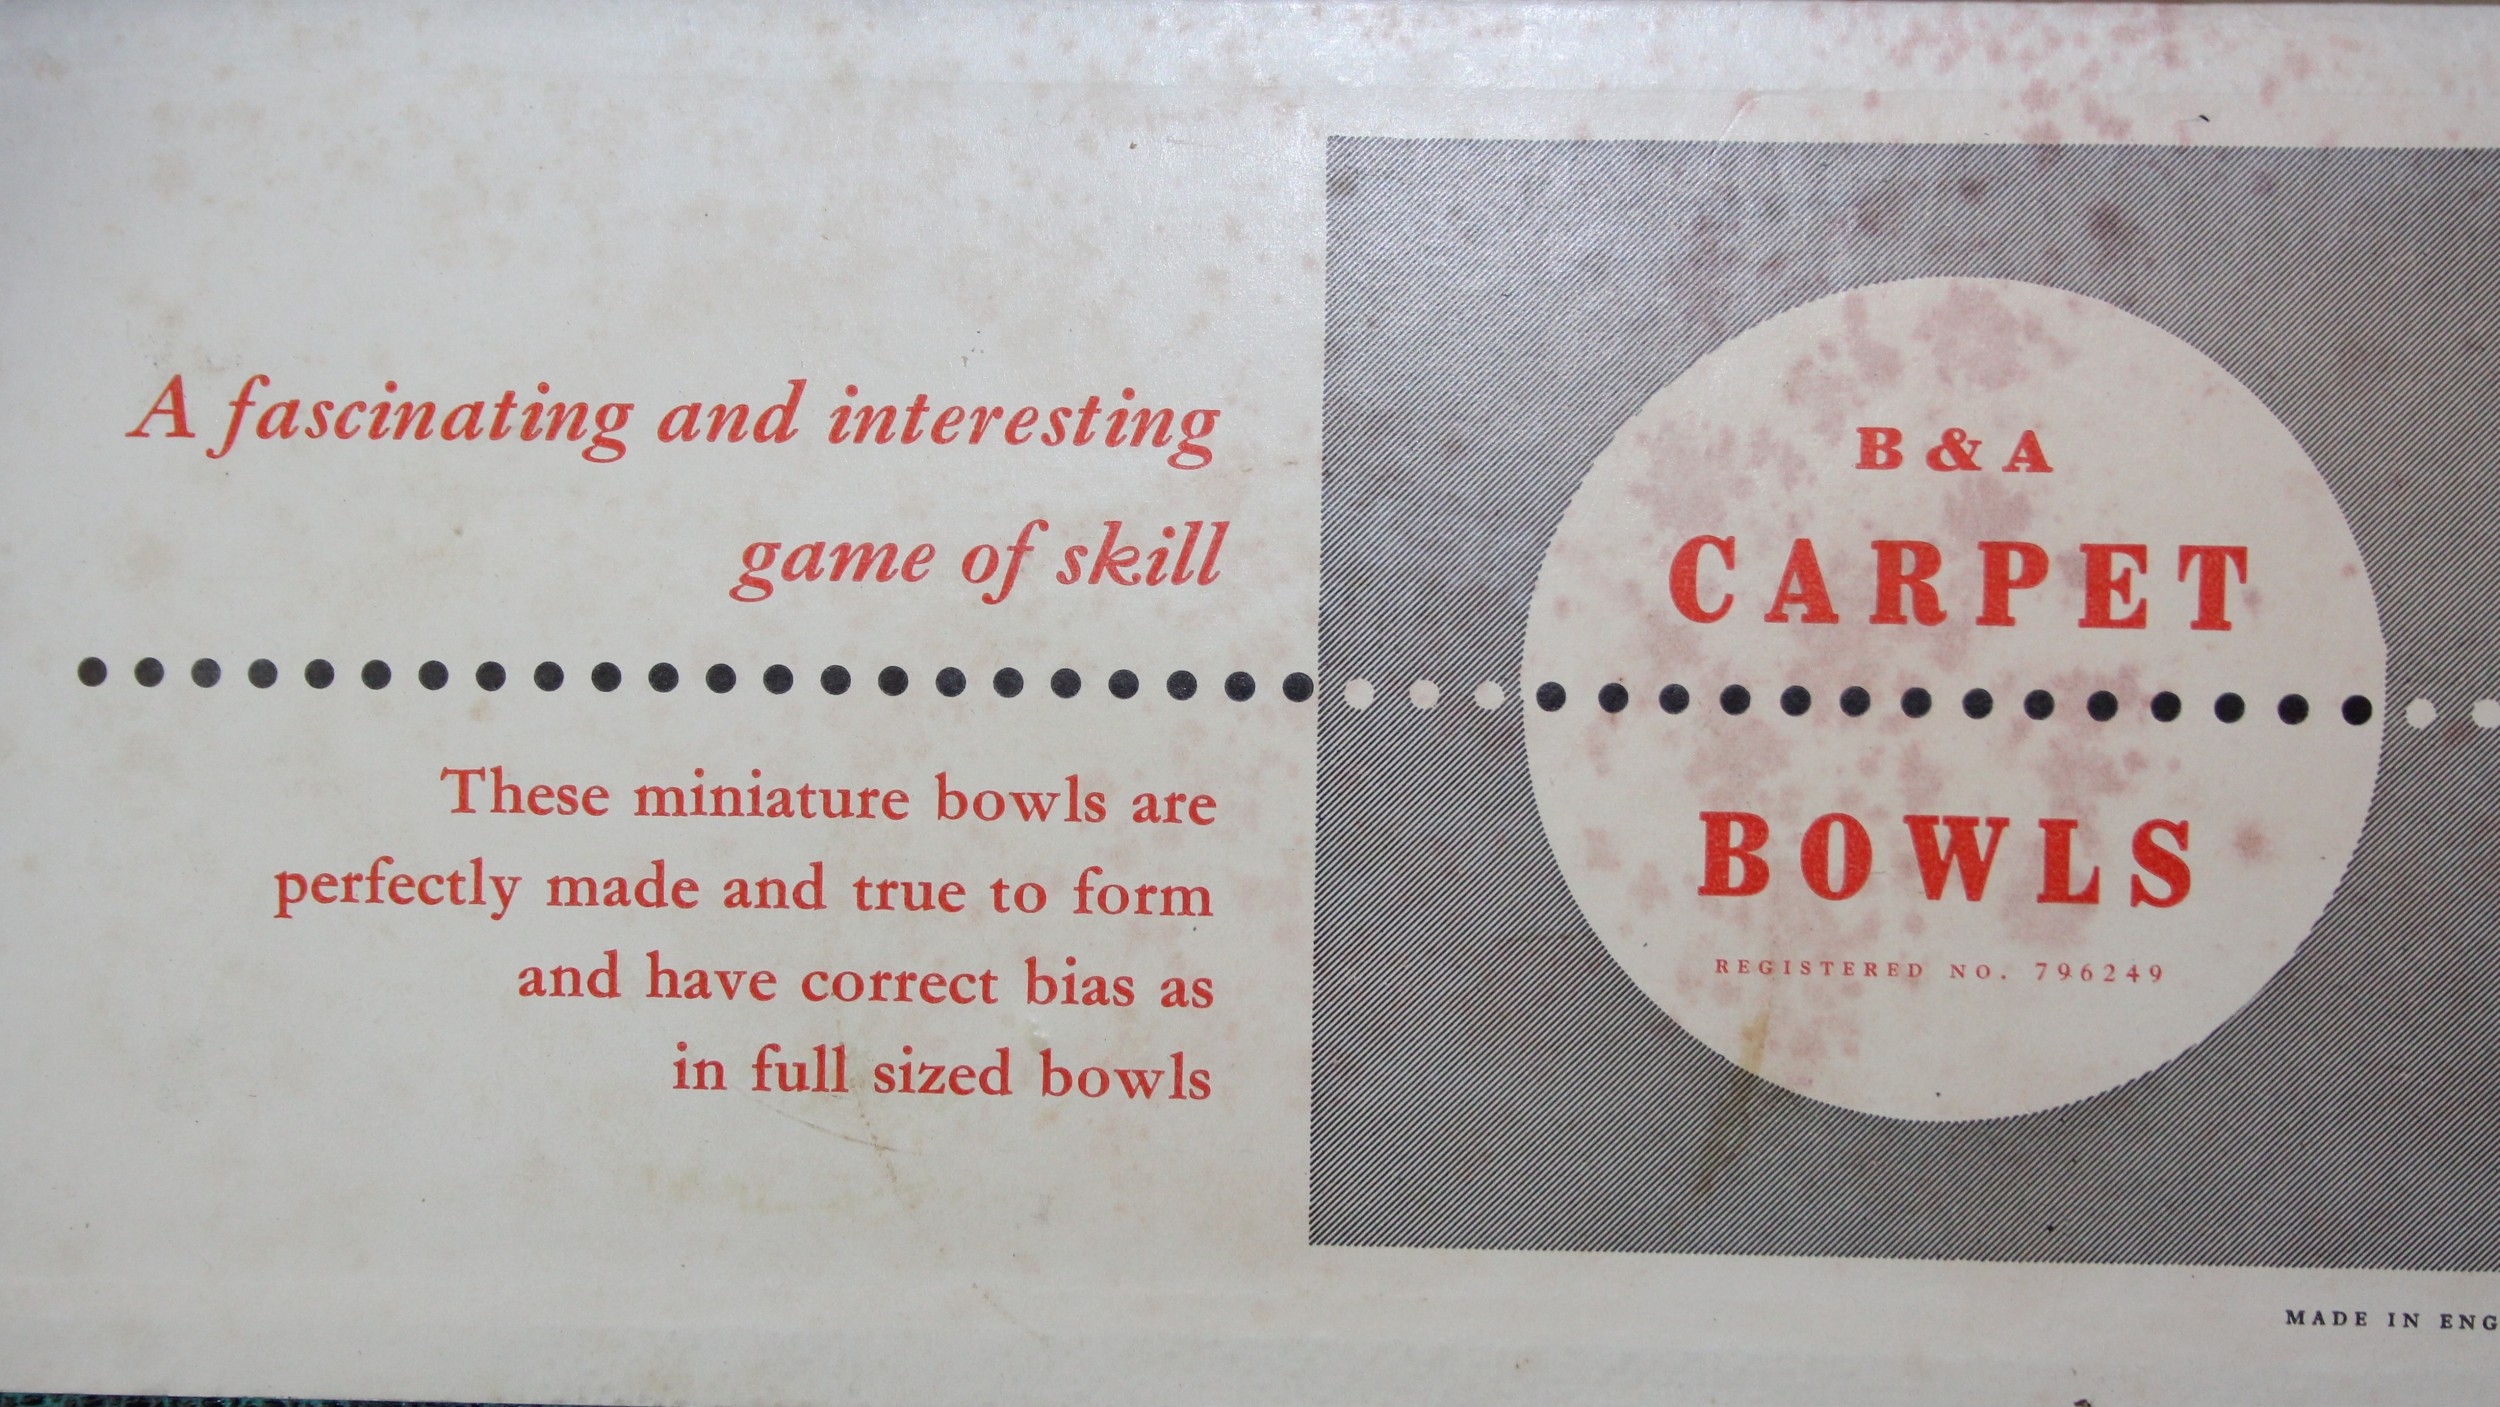 A fascinating and interesting
game of skill
These miniature bowls are
perfectly made and true to form
and have correct bias as
in full sized bowls
B & A
CARPET
BOWLS
REGISTERED NO. 796249
MADE IN ENG